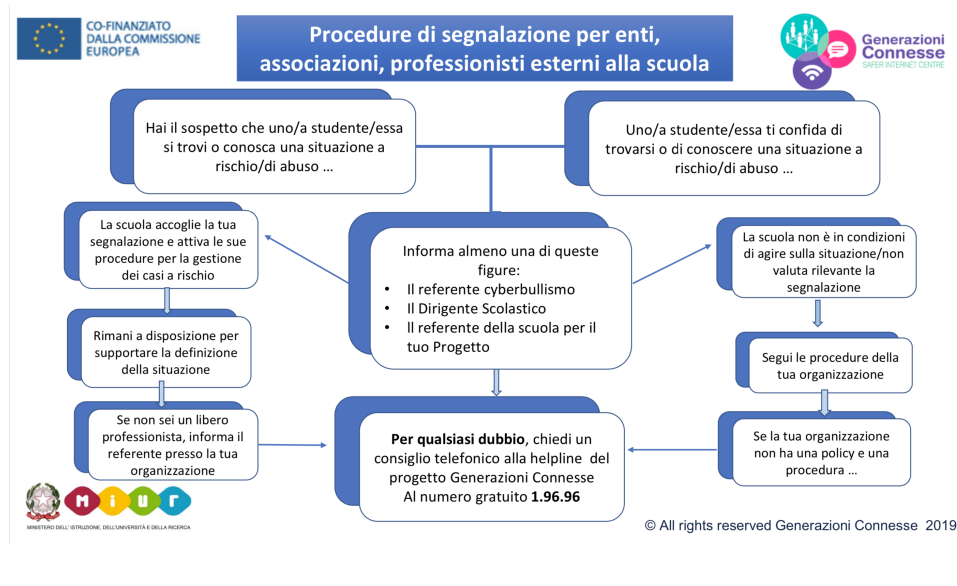 CO-FINANZIATO
DALLA COMMISSIONE
EUROPEA
Procedure di segnalazione per enti,
associazioni, professionisti esterni alla scuola
Generazioni
Connesse
SAFER INTERNET CENTRE
Hai il sospetto che uno/a studente/essa
si trovi o conosca una situazione a
rischio/di abuso ...
Uno/a studente/essa ti confida di
trovarsi o di conoscere una situazione a
rischio/di abuso ...
La scuola accoglie la tua
segnalazione e attiva le sue
procedure per la gestione
dei casi a rischio
Informa almeno una di queste
figure:
• Il referente cyberbullismo
• Il Dirigente Scolastico
• Il referente della scuola per il
tuo Progetto
La scuola non è in condizioni
di agire sulla situazione/non
valuta rilevante la
segnalazione
Rimani a disposizione per
supportare la definizione
della situazione
Segui le procedure della
tua organizzazione
Se non sei un libero
professionista, informa il
referente presso la tua
organizzazione
Per qualsiasi dubbio, chiedi un
consiglio telefonico alla helpline del
progetto Generazioni Connesse
Al numero gratuito 1.96.96
Se la tua organizzazione
non ha una policy e una
procedura ...
miur
MINISTERO DELL' ISTRUZIONE, DELL'UNIVERSITÀ E DELLA RICERCA
© All rights reserved Generazioni Connesse 2019